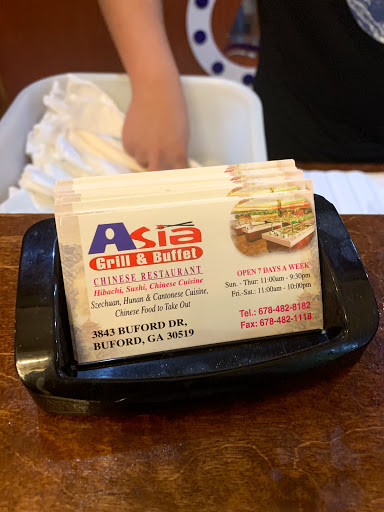 Asia
Grill & Buffet
CHINESE RESTAURANT
Hibachi, Sushi, Chinese Cuisine
Szechuan, Hunan & Cantonese Cuisine,
Chinese Food to Take Out
3843 BUFORD DR,
BUFORD, GA 30519
OPEN 7 DAYS A WEEK
Sun. - Thur: 11:00am - 9:30pm
Fri.-Sat.: 11:00am - 10:00pm
Tel.: 678-482-8182
Fax: 678-482-1118